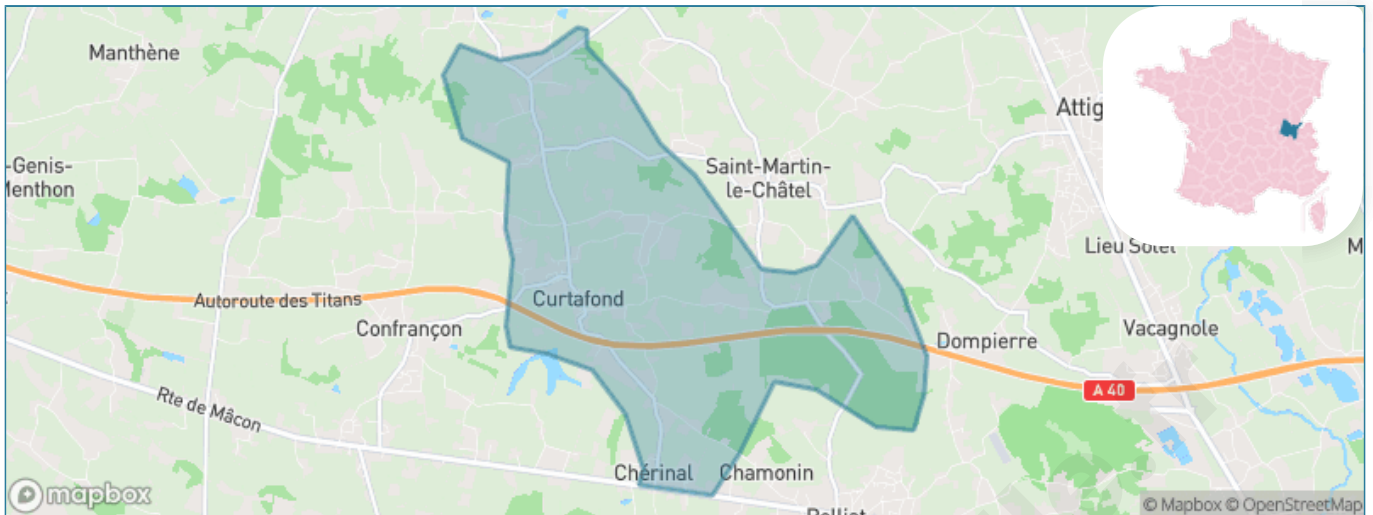 Manthène
Attig
-Genis-
Menthon
Saint-Martin-
le-Châtel
Lieu Sotet
M
Autoroute des Titans
Curtafond
Confrançon
Dompierre
Vacagnole
A 40
Rte de Mâcon
Chérinal
Chamonin
mapbox
© Mapbox © OpenStreetMap